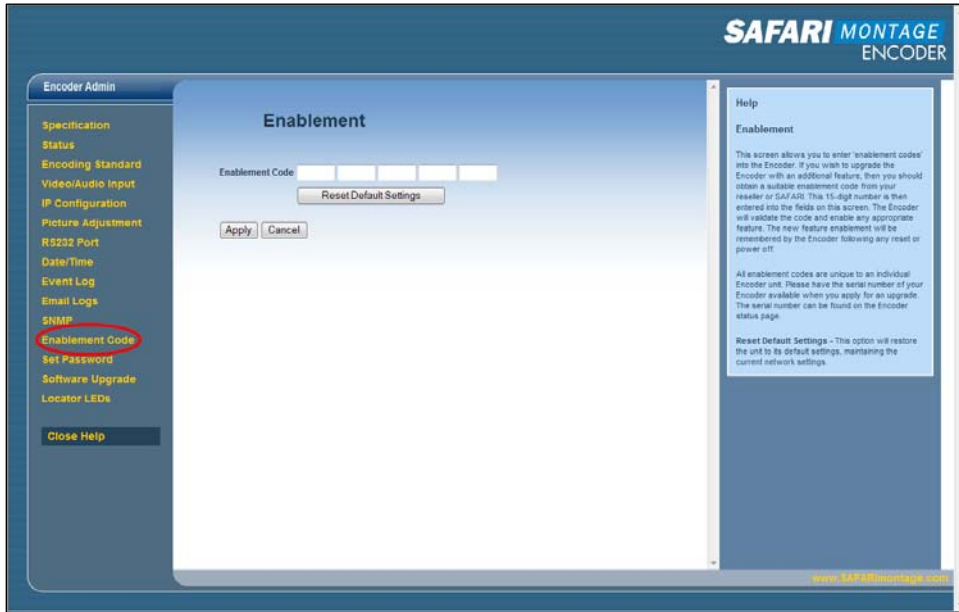 SAFARI MONTAGE
ENCODER
Encoder Admin
Specification
Status
Encoding Standard
Video/Audio Input
IP Configuration
Picture Adjustment
RS232 Port
Date/Time
Event Log
Email Logs
SNMP
Enablement Code
Set Password
Software Upgrade
Locator LEDs
Close Help
Enablement
Enablement Code
Reset Default Settings
Apply
Cancel
Help
Enablement
This screen allows you to enter 'enablement codes'
into the Encoder. If you wish to upgrade the
Encoder with an additional feature, then you should
obtain a suitable enablement code from your
reseller or SAFARI. This 15-digit number is then
entered into the fields on this screen. The Encoder
will validate the code and enable any appropriate
feature. The new feature enablement will be
remembered by the Encoder following any reset or
power off.
All enablement codes are unique to an individual
Encoder unit. Please have the serial number of your
Encoder available when you apply for an upgrade.
The serial number can be found on the Encoder
status page.
Reset Default Settings - This option will restore
the unit to its default settings, maintaining the
current network settings.
www.SAFARImontage.com